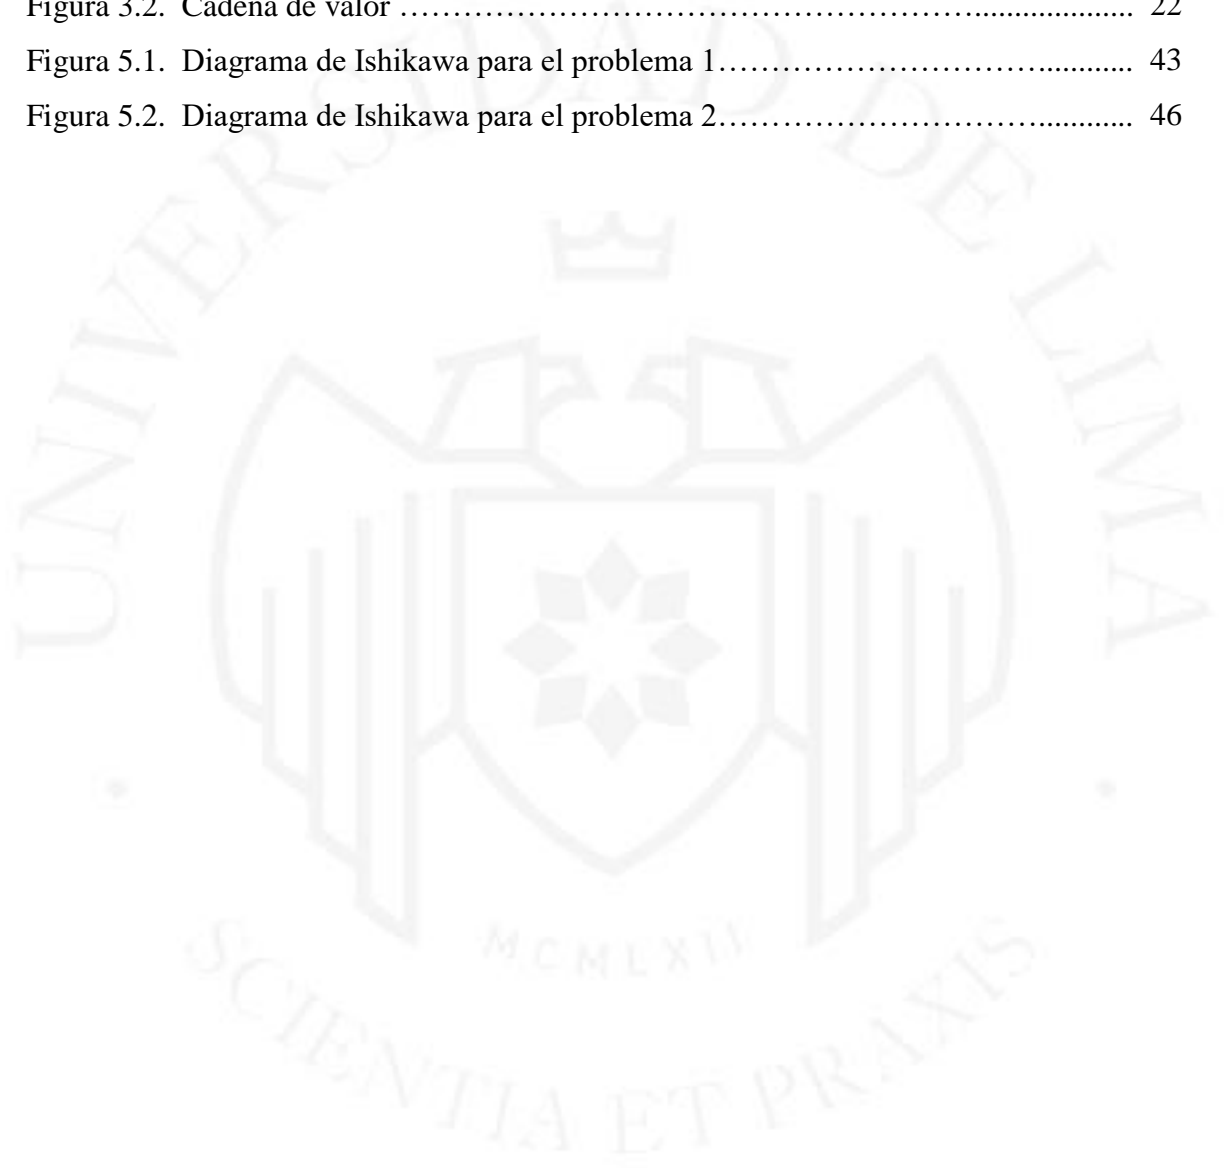 Figura 3.2. Cadena de valor ……………………………………………………..................... 22
Figura 5.1. Diagrama de Ishikawa para el problema 1…………………………….......... 43
Figura 5.2. Diagrama de Ishikawa para el problema 2…………………………….......... 46
UNIVERSIDAD DE LIMA
MCMLXII
SCIENTIA ET PRAXIS